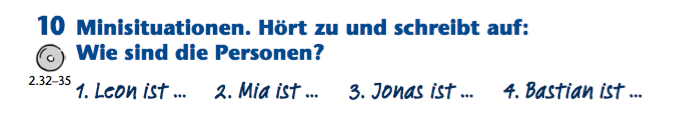 10 Minisituationen. Hört zu und schreibt auf:
Wie sind die Personen?
2.32–35
1. Leon ist ... 2. Mia ist ... 3. Jonas ist ... 4. Bastian ist ...